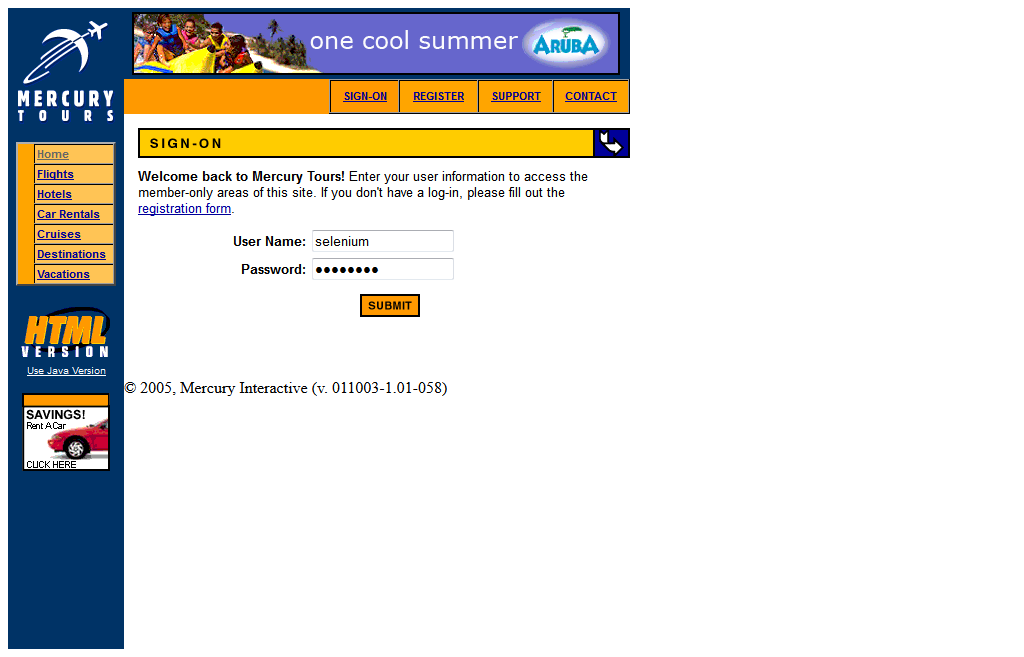 one cool summer ARUBA
MERCURY
TOURS
SIGN-ON REGISTER SUPPORT CONTACT
SIGN-ON
Home
Flights
Hotels
Car Rentals
Cruises
Destinations
Vacations
Welcome back to Mercury Tours! Enter your user information to access the
member-only areas of this site. If you don't have a log-in, please fill out the
registration form.
User Name: selenium
Password: ●●●●●●●●
SUBMIT
HTML
VERSION
Use Java Version
© 2005, Mercury Interactive (v. 011003-1.01-058)
SAVINGS!
Rent A Car
CLICK HERE